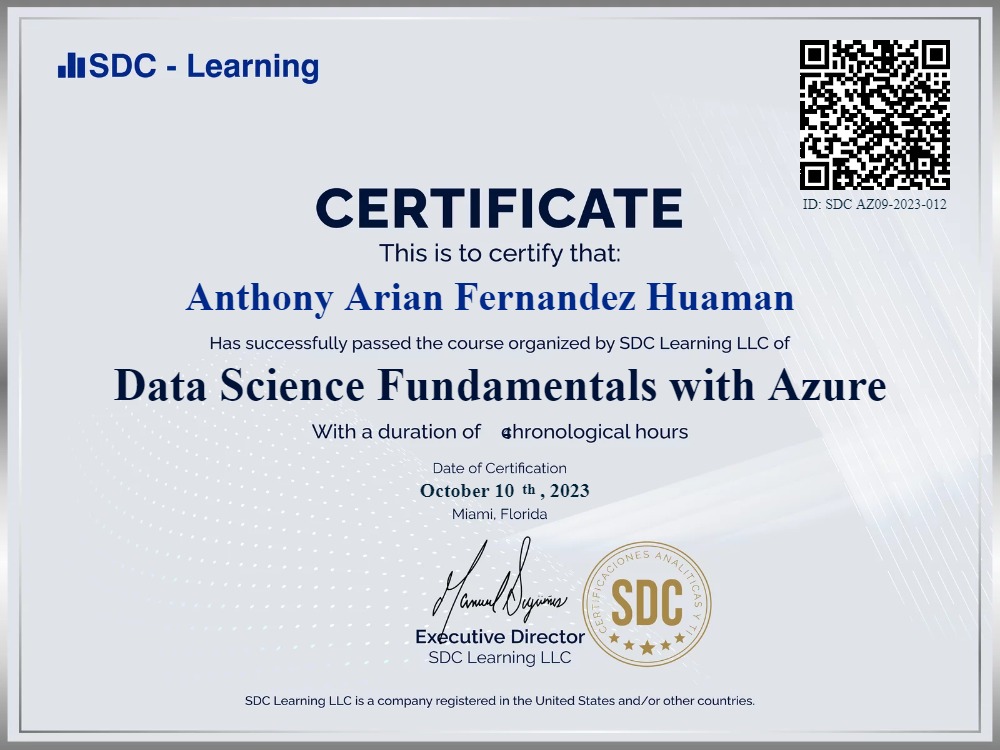 SDC - Learning
ID: SDC AZ09-2023-012
CERTIFICATE
This is to certify that:
Anthony Arian Fernandez Huaman
Has successfully passed the course organized by SDC Learning LLC of
Data Science Fundamentals with Azure
With a duration of chronological hours
Date of Certification
October 10 th , 2023
Miami, Florida
Executive Director
SDC Learning LLC
CERTIFICACIONES ANALITICAS Y TI
SDC
SDC Learning LLC is a company registered in the United States and/or other countries.